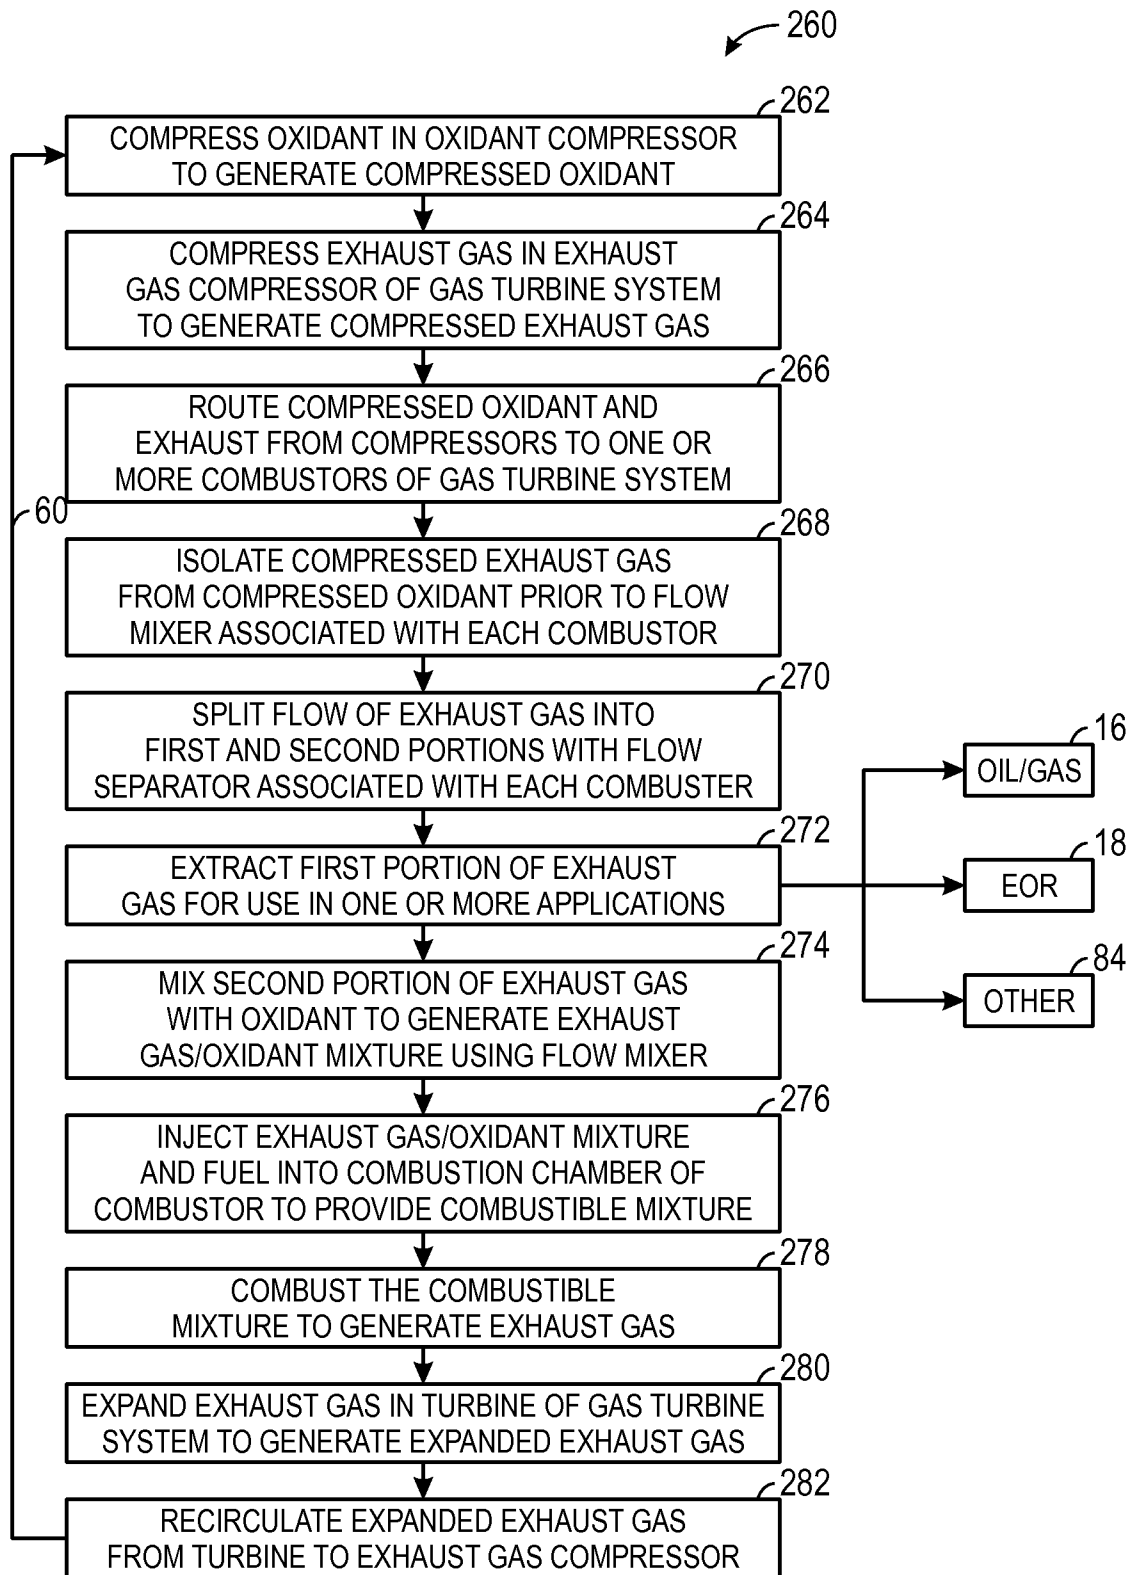 260
262
COMPRESS OXIDANT IN OXIDANT COMPRESSOR
TO GENERATE COMPRESSED OXIDANT
264
COMPRESS EXHAUST GAS IN EXHAUST
GAS COMPRESSOR OF GAS TURBINE SYSTEM
TO GENERATE COMPRESSED EXHAUST GAS
266
ROUTE COMPRESSED OXIDANT AND
EXHAUST FROM COMPRESSORS TO ONE OR
MORE COMBUSTORS OF GAS TURBINE SYSTEM
60
268
ISOLATE COMPRESSED EXHAUST GAS
FROM COMPRESSED OXIDANT PRIOR TO FLOW
MIXER ASSOCIATED WITH EACH COMBUSTOR
270
SPLIT FLOW OF EXHAUST GAS INTO
FIRST AND SECOND PORTIONS WITH FLOW
SEPARATOR ASSOCIATED WITH EACH COMBUSTER
16
OIL/GAS
272
EXTRACT FIRST PORTION OF EXHAUST
GAS FOR USE IN ONE OR MORE APPLICATIONS
18
EOR
274
MIX SECOND PORTION OF EXHAUST GAS
WITH OXIDANT TO GENERATE EXHAUST
GAS/OXIDANT MIXTURE USING FLOW MIXER
84
OTHER
276
INJECT EXHAUST GAS/OXIDANT MIXTURE
AND FUEL INTO COMBUSTION CHAMBER OF
COMBUSTOR TO PROVIDE COMBUSTIBLE MIXTURE
278
COMBUST THE COMBUSTIBLE
MIXTURE TO GENERATE EXHAUST GAS
280
EXPAND EXHAUST GAS IN TURBINE OF GAS TURBINE
SYSTEM TO GENERATE EXPANDED EXHAUST GAS
282
RECIRCULATE EXPANDED EXHAUST GAS
FROM TURBINE TO EXHAUST GAS COMPRESSOR